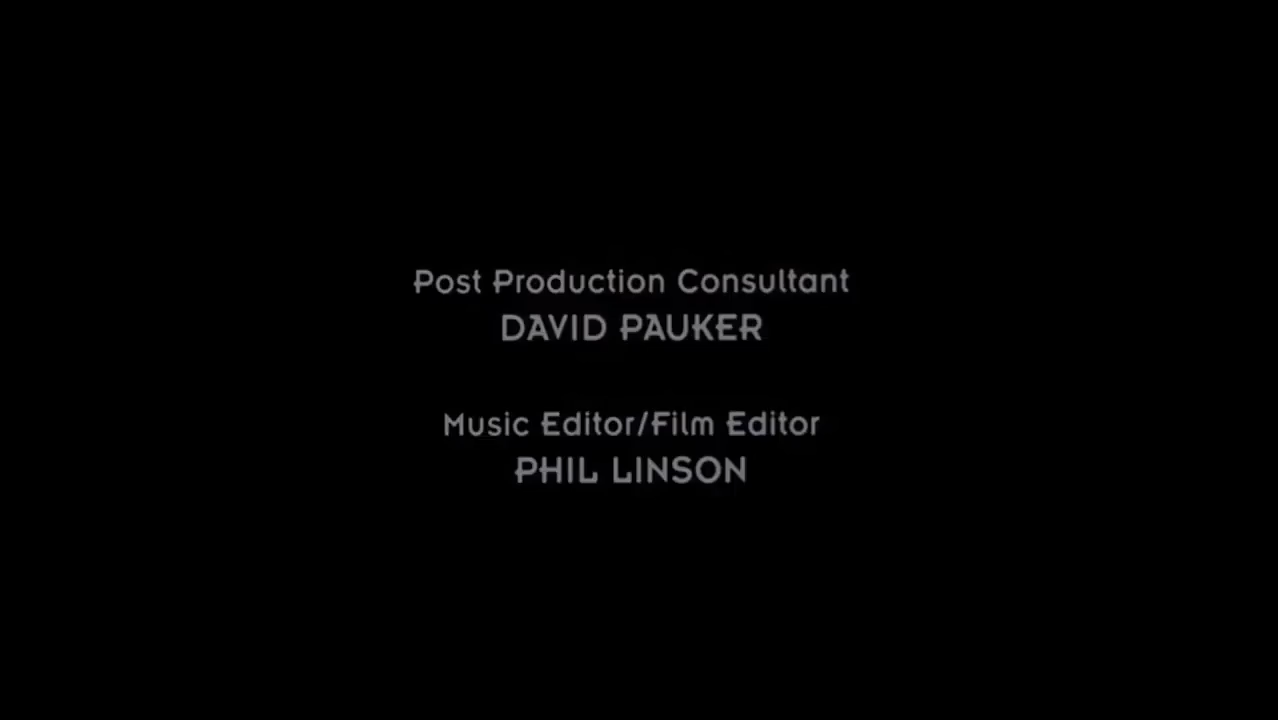 Post Production Consultant
DAVID PAUKER
Music Editor/Film Editor
PHIL LINSON